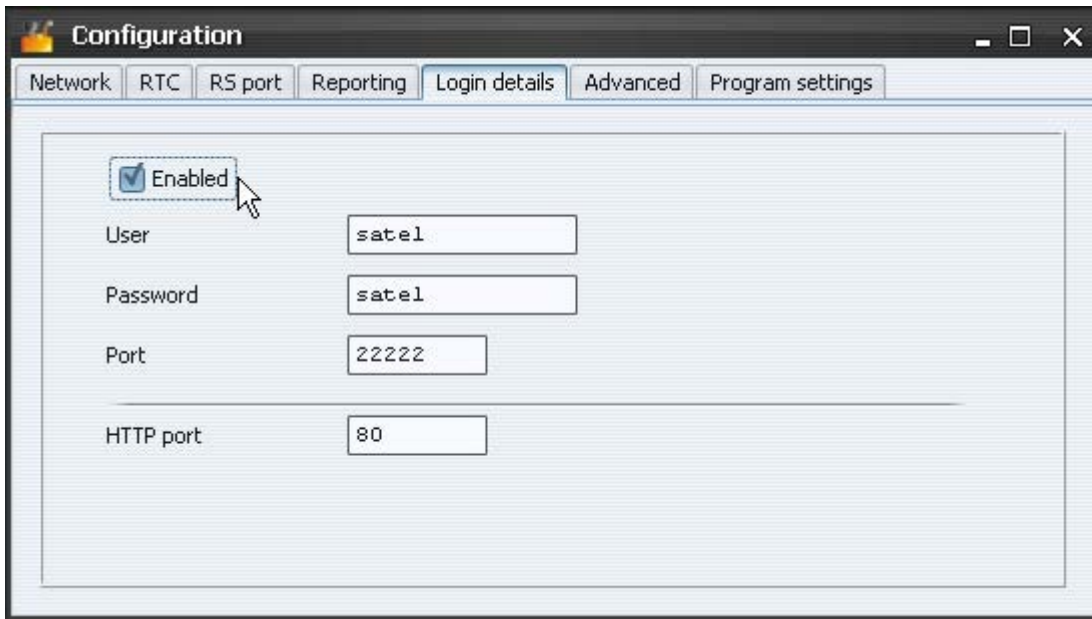 Configuration
Network RTC RS port Reporting Login details Advanced Program settings
Enabled
User satel
Password satel
Port 22222
HTTP port 80